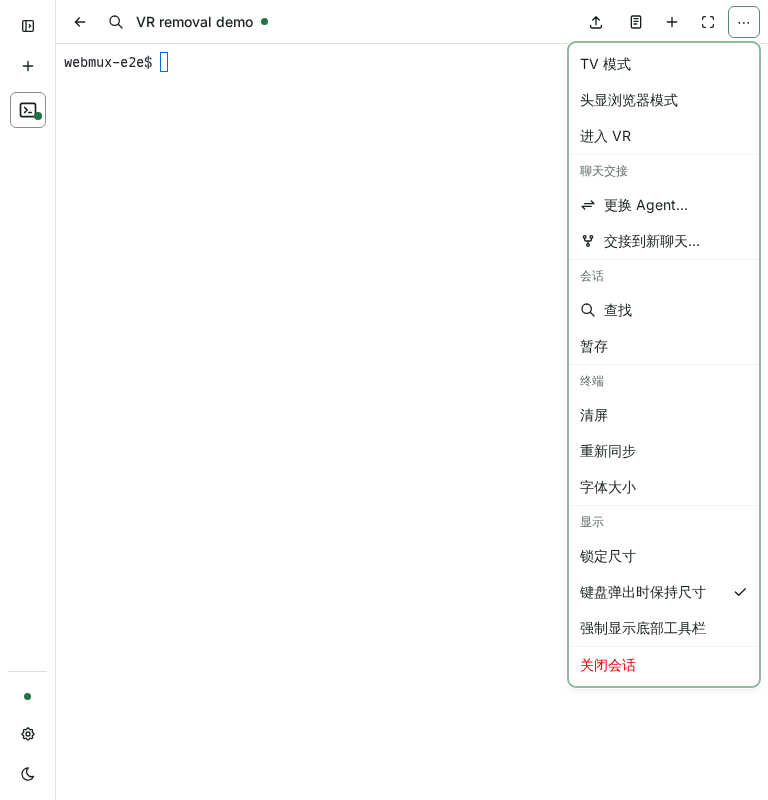 VR removal demo
webmux-e2e$
TV 模式
头显浏览器模式
进入 VR
聊天交接
更换 Agent...
交接到新聊天...
会话
查找
暂存
终端
清屏
重新同步
字体大小
显示
锁定尺寸
键盘弹出时保持尺寸
强制显示底部工具栏
关闭会话